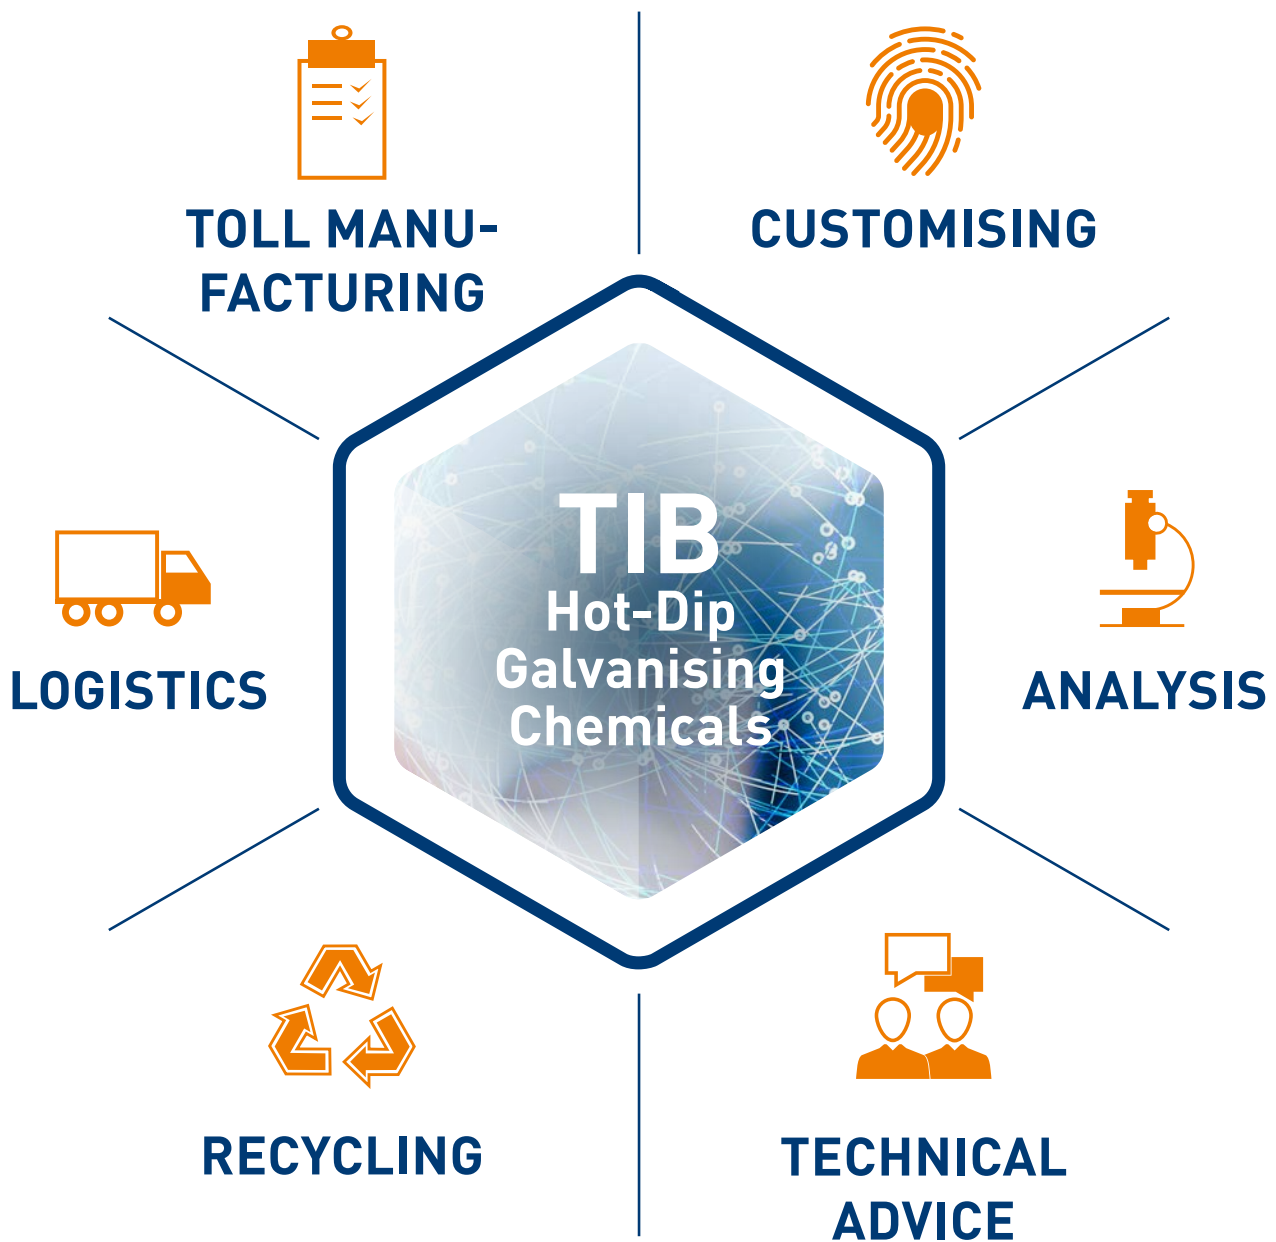 TOLL MANU-
FACTURING
CUSTOMISING
TIB
Hot-Dip
Galvanising
Chemicals
LOGISTICS
ANALYSIS
RECYCLING
TECHNICAL
ADVICE